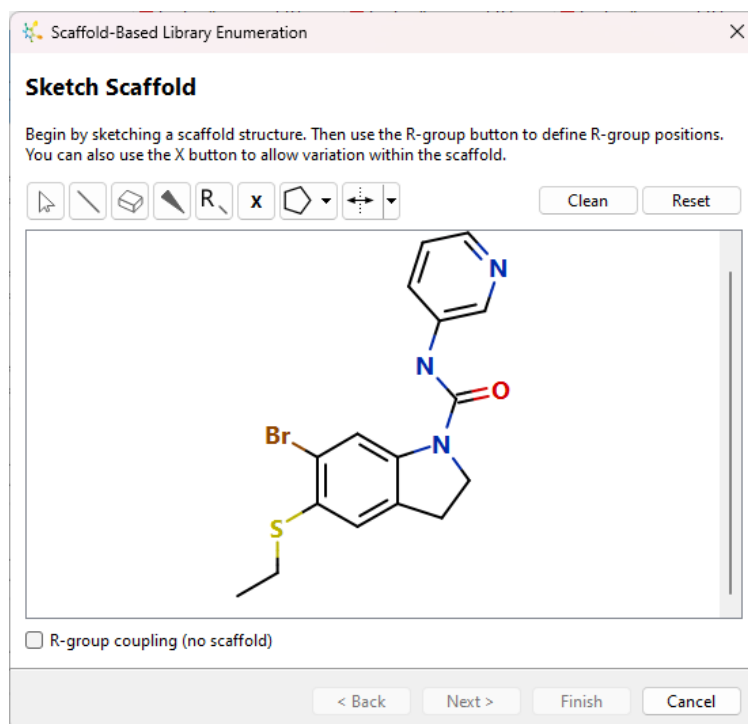 Scaffold-Based Library Enumeration
Sketch Scaffold
Begin by sketching a scaffold structure. Then use the R-group button to define R-group positions.
You can also use the X button to allow variation within the scaffold.
R X Clean Reset
N
N
O
Br N
S
R-group coupling (no scaffold)
< Back Next > Finish Cancel